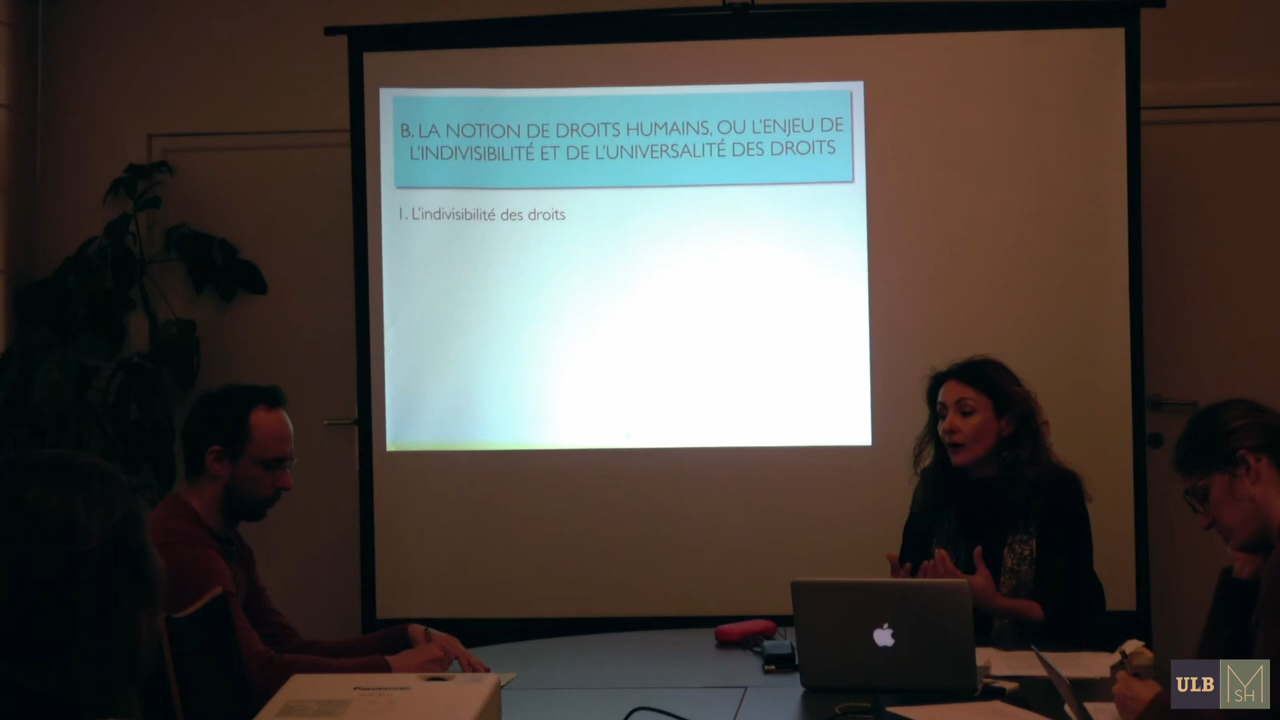 B. LA NOTION DE DROITS HUMAINS, OU L'ENJEU DE
L'INDIVISIBILITÉ ET DE L'UNIVERSALITÉ DES DROITS
1. L'indivisibilité des droits
Panasonic
ULB
MSH